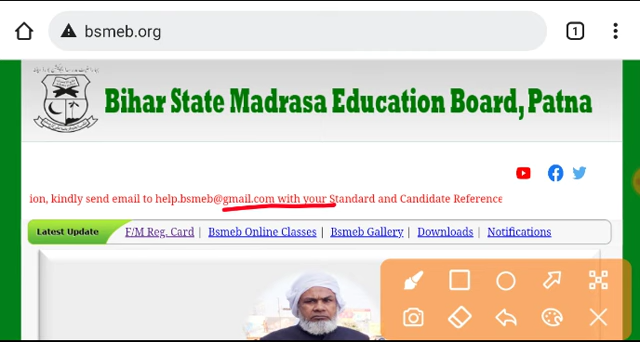 bsmeb.org
1
Bihar State Madrasa Education Board, Patna
ion, kindly send email to help.bsmeb@gmail.com with your Standard and Candidate Reference
Latest Update F/M Reg. Card | Bsmeb Online Classes | Bsmeb Gallery | Downloads | Notifications